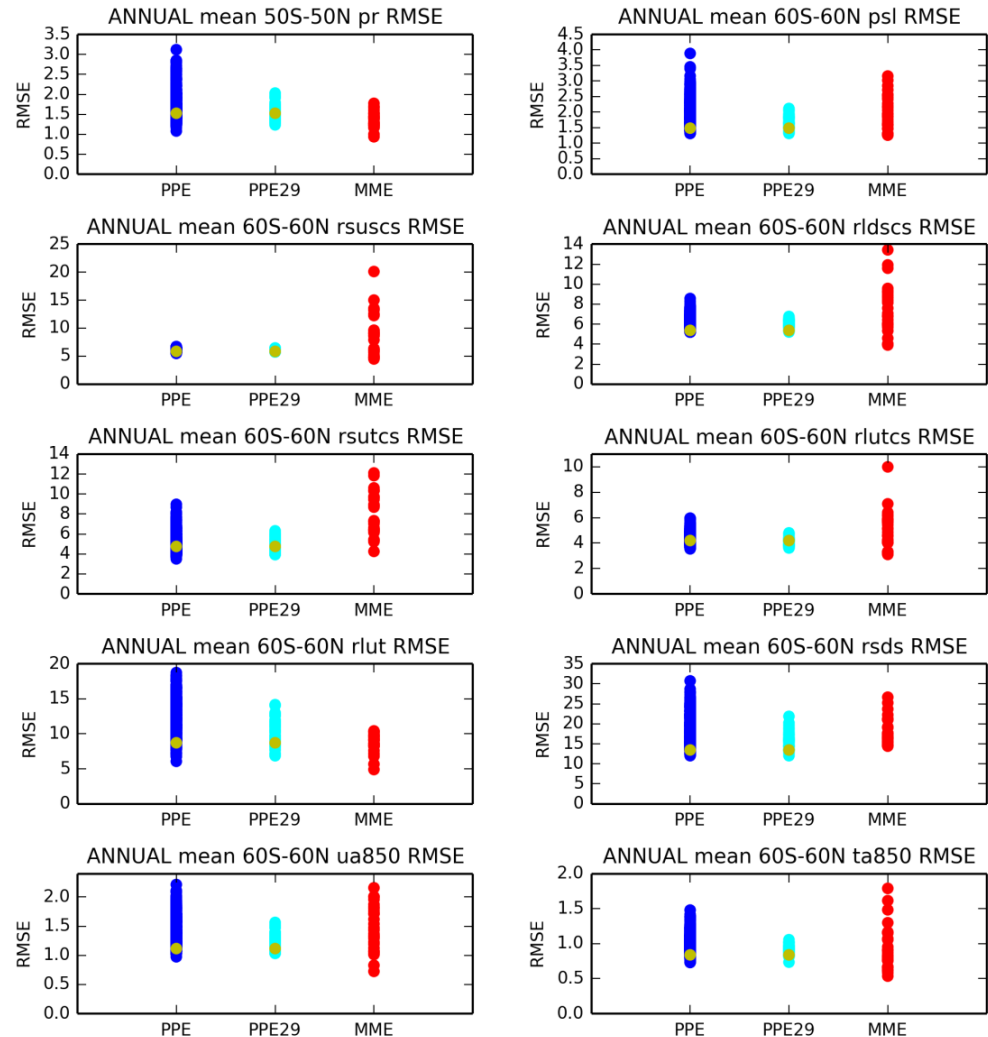 ANNUAL mean 50S-50N pr RMSE
3.5
3.0
2.5
2.0
1.5
1.0
0.5
0.0
RMSE
PPE PPE29 MME
ANNUAL mean 60S-60N psl RMSE
4.5
4.0
3.5
3.0
2.5
2.0
1.5
1.0
0.5
0.0
RMSE
PPE PPE29 MME
ANNUAL mean 60S-60N rsuscs RMSE
25
20
15
10
5
0
RMSE
PPE PPE29 MME
ANNUAL mean 60S-60N rldscs RMSE
14
12
10
8
6
4
2
0
RMSE
PPE PPE29 MME
ANNUAL mean 60S-60N rsutcs RMSE
14
12
10
8
6
4
2
0
RMSE
PPE PPE29 MME
ANNUAL mean 60S-60N rlutcs RMSE
10
8
6
4
2
0
RMSE
PPE PPE29 MME
ANNUAL mean 60S-60N rlut RMSE
20
15
10
5
0
RMSE
PPE PPE29 MME
ANNUAL mean 60S-60N rsds RMSE
35
30
25
20
15
10
5
0
RMSE
PPE PPE29 MME
ANNUAL mean 60S-60N ua850 RMSE
2.0
1.5
1.0
0.5
0.0
RMSE
PPE PPE29 MME
ANNUAL mean 60S-60N ta850 RMSE
2.0
1.5
1.0
0.5
0.0
RMSE
PPE PPE29 MME